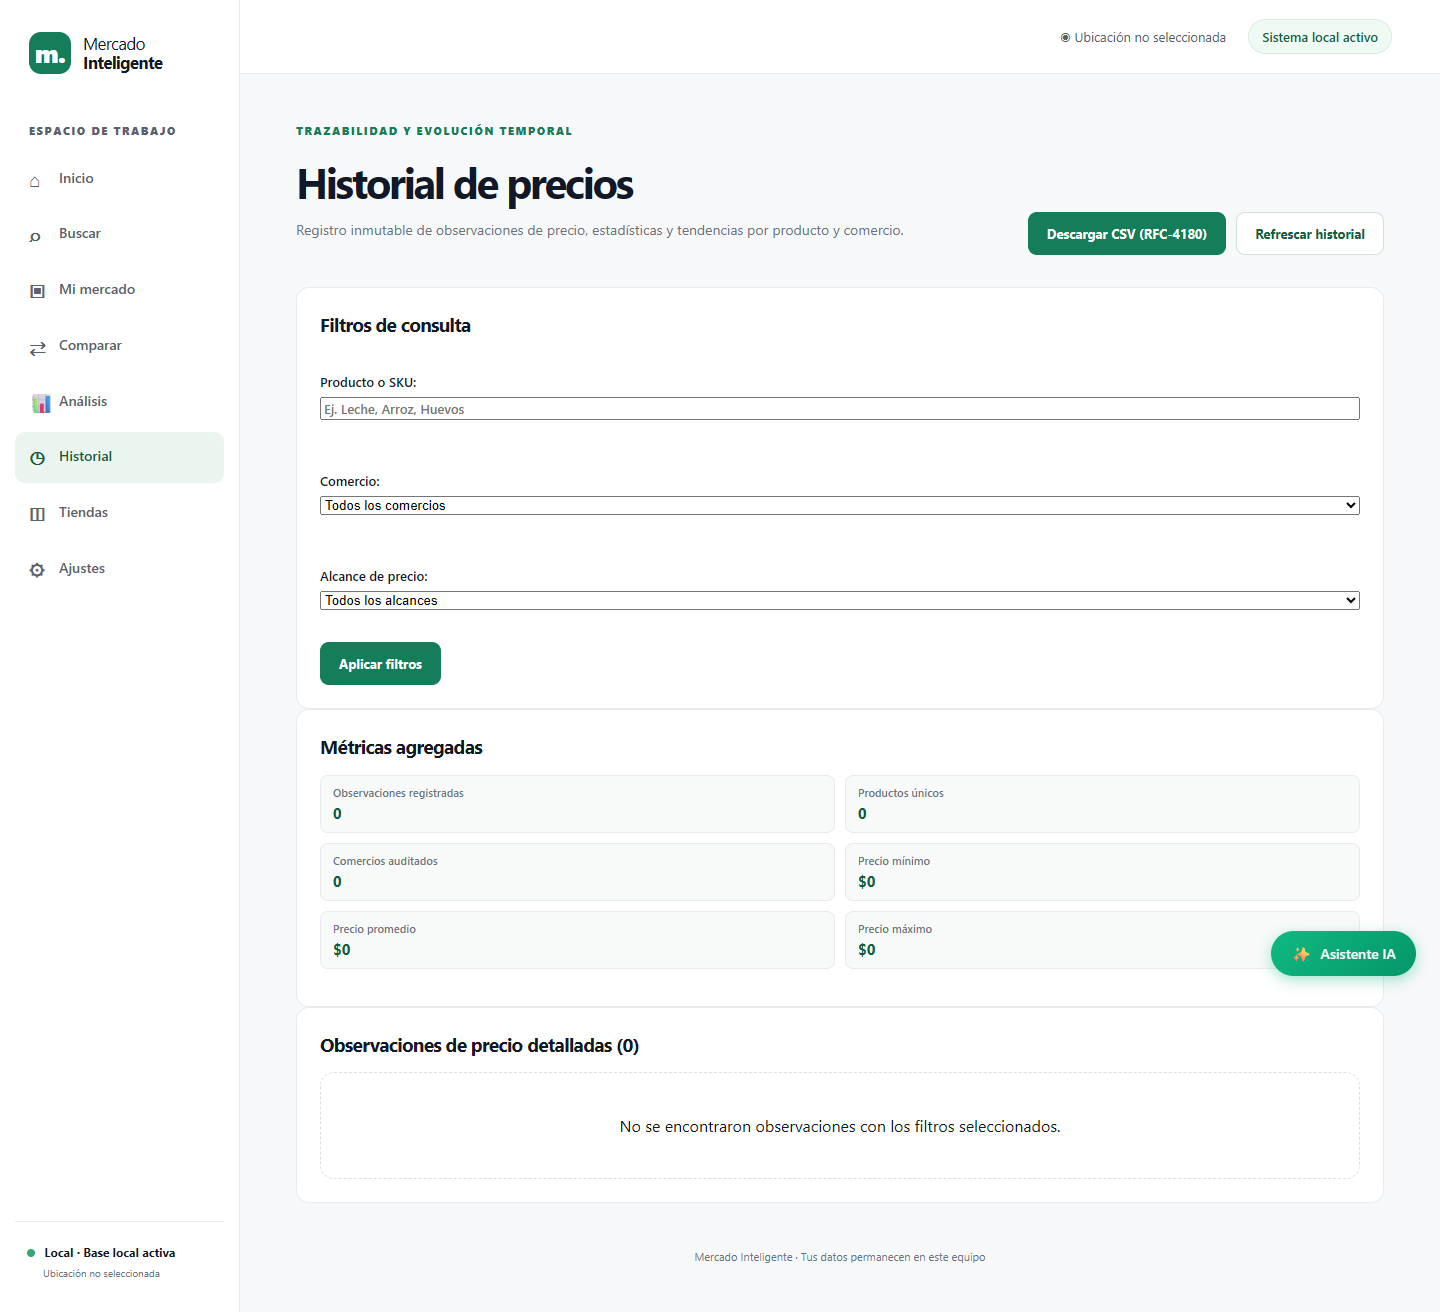 m.
Mercado
Inteligente
ESPACIO DE TRABAJO
Inicio
Buscar
Mi mercado
Comparar
Análisis
Historial
Tiendas
Ajustes
Local · Base local activa
Ubicación no seleccionada
Ubicación no seleccionada
Sistema local activo
TRAZABILIDAD Y EVOLUCIÓN TEMPORAL
Historial de precios
Registro inmutable de observaciones de precio, estadísticas y tendencias por producto y comercio.
Descargar CSV (RFC-4180)
Refrescar historial
Filtros de consulta
Producto o SKU:
Ej. Leche, Arroz, Huevos
Comercio:
Todos los comercios
Alcance de precio:
Todos los alcances
Aplicar filtros
Métricas agregadas
Observaciones registradas
0
Productos únicos
0
Comercios auditados
0
Precio mínimo
$0
Precio promedio
$0
Precio máximo
$0
Asistente IA
Observaciones de precio detalladas (0)
No se encontraron observaciones con los filtros seleccionados.
Mercado Inteligente · Tus datos permanecen en este equipo